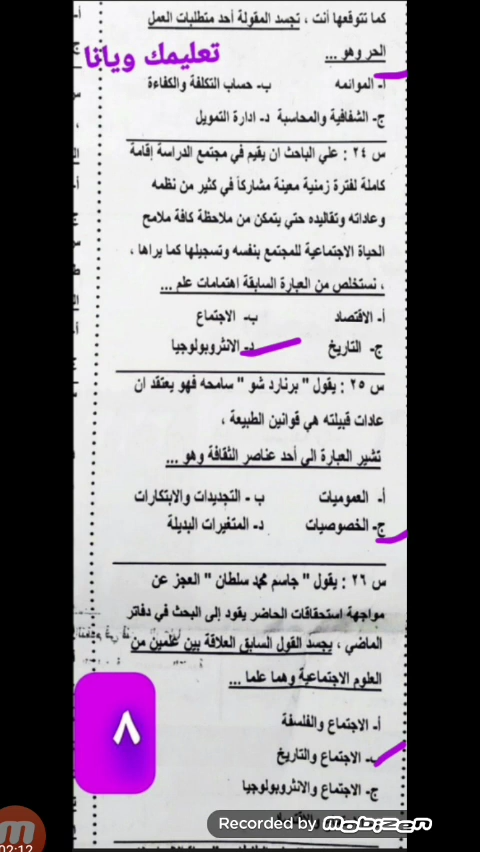 كما تتوقعها أنت ، تجسد المقولة أحد متطلبات العمل
الحر وهو ...
تعليمك ويانا
أ- الموائمه
ب- حساب التكلفة والكفاءة
ج- الشفافية والمحاسبة
د- ادارة التمويل
س ٢٤ : علي الباحث ان يقيم في مجتمع الدراسة إقامة
كاملة لفترة زمنية معينة مشاركاً في كثير من نظمه
وعاداته وتقاليده حتي يتمكن من ملاحظة كافة ملامح
الحياة الاجتماعية للمجتمع بنفسه وتسجيلها كما يراها ،
، نستخلص من العبارة السابقة اهتمامات علم ...
أ- الاقتصاد
ب- الاجتماع
ج- التاريخ
د- الانثروبولوجيا
س ٢٥ : يقول " برنارد شو " سامحه فهو يعتقد ان
عادات قبيلته هي قوانين الطبيعة ،
تشير العبارة الى أحد عناصر الثقافة وهو ...
أ- العموميات
ب - التجديدات والابتكارات
ج- الخصوصيات
د- المتغيرات البديلة
س ٢٦ : يقول " جاسم محمد سلطان " العجز عن
مواجهة استحقاقات الحاضر يقود إلى البحث في دفاتر
الماضي ، يجسد القول السابق العلاقة بين علمين من
العلوم الاجتماعية وهما علما ...
أ- الاجتماع والفلسفة
ب- الاجتماع والتاريخ
ج- الاجتماع والانثروبولوجيا
٨
Recorded by Mobizen
02:12